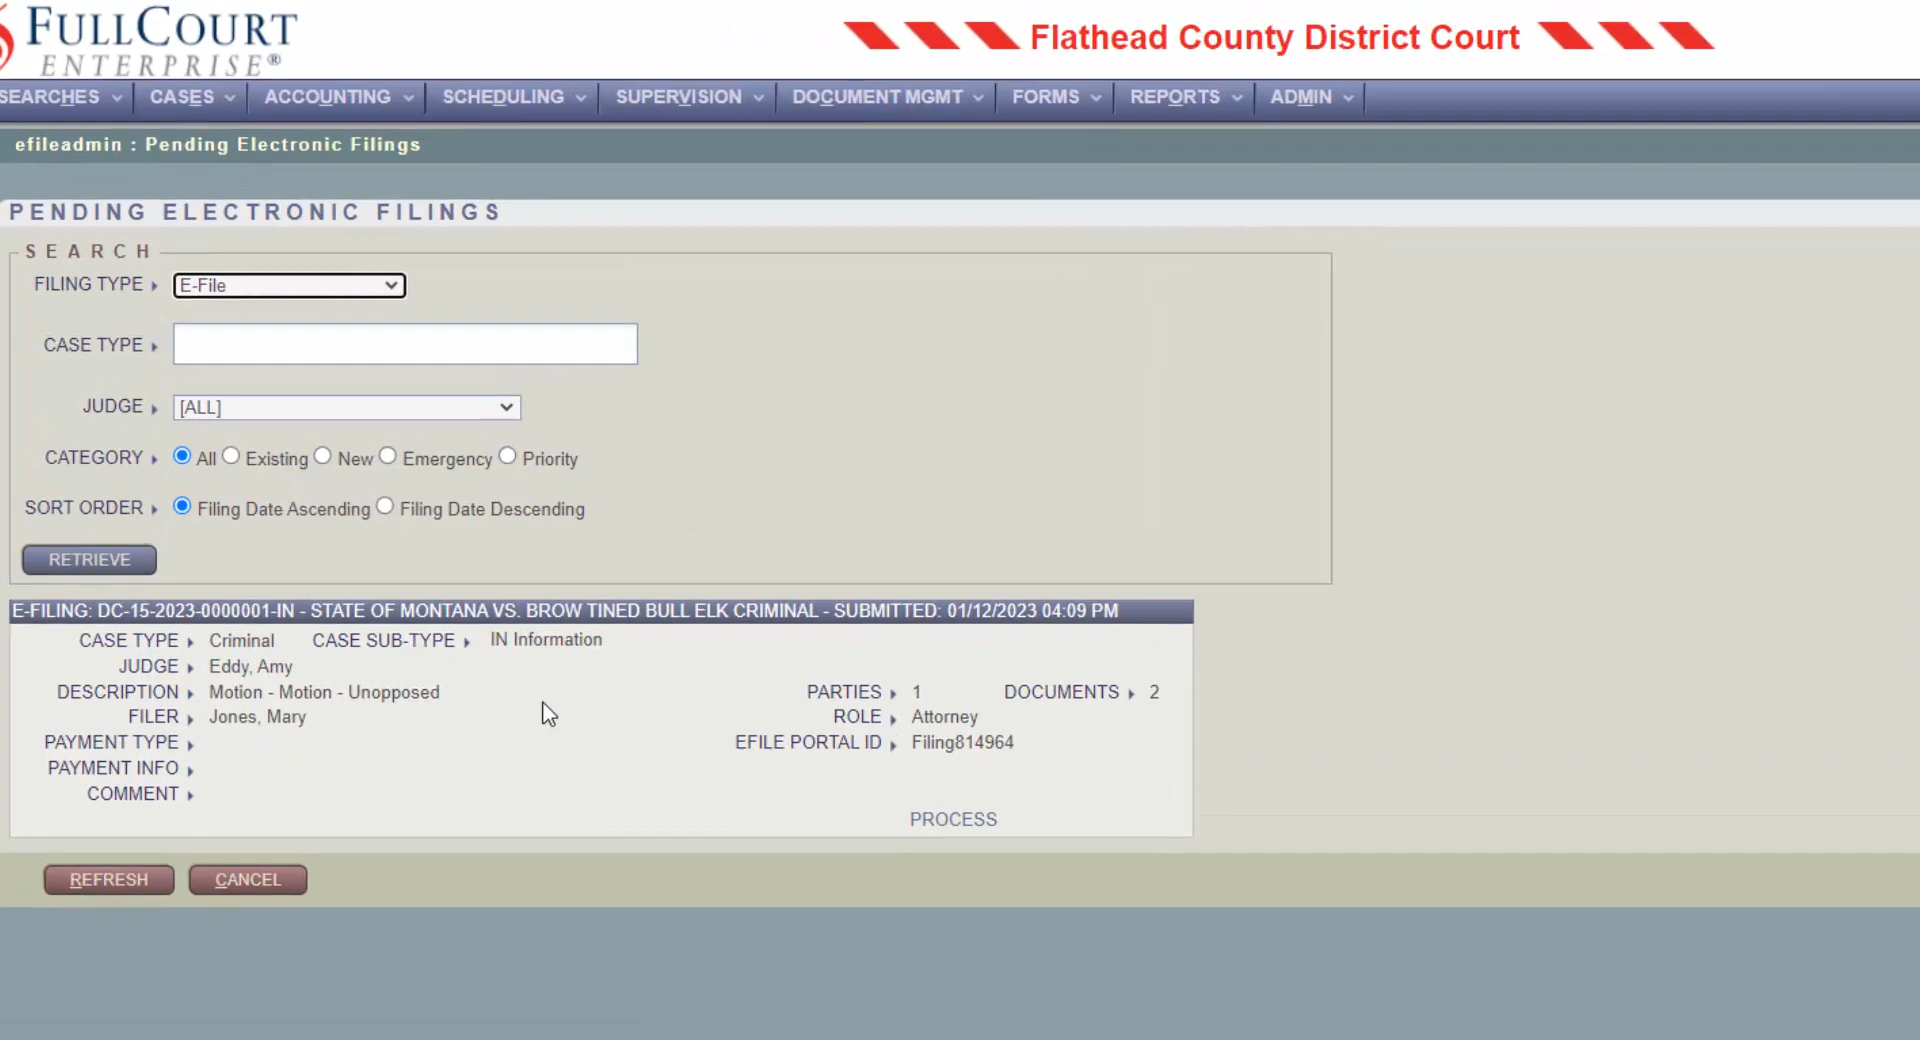 FULLCOURT
ENTERPRISE®
Flathead County District Court
SEARCHES CASES ACCOUNTING SCHEDULING SUPERVISION DOCUMENT MGMT FORMS REPORTS ADMIN
efileadmin : Pending Electronic Filings
PENDING ELECTRONIC FILINGS
SEARCH
FILING TYPE E-File
CASE TYPE
JUDGE [ALL]
CATEGORY All Existing New Emergency Priority
SORT ORDER Filing Date Ascending Filing Date Descending
RETRIEVE
E-FILING: DC-15-2023-0000001-IN - STATE OF MONTANA VS. BROW TINED BULL ELK CRIMINAL - SUBMITTED: 01/12/2023 04:09 PM
CASE TYPE Criminal CASE SUB-TYPE IN Information
JUDGE Eddy, Amy
DESCRIPTION Motion - Motion - Unopposed PARTIES 1 DOCUMENTS 2
FILER Jones, Mary ROLE Attorney
PAYMENT TYPE EFILE PORTAL ID Filing814964
PAYMENT INFO
COMMENT
PROCESS
REFRESH CANCEL